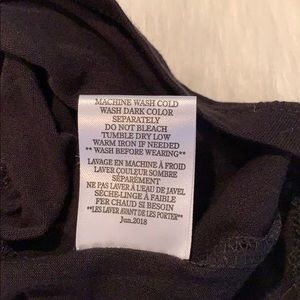 MACHINE WASH COLD
WASH DARK COLOR
SEPARATELY
DO NOT BLEACH
TUMBLE DRY LOW
WARM IRON IF NEEDED
** WASH BEFORE WEARING**
LAVAGE EN MACHINE À FROID
LAVER COULEUR SOMBRE
SÉPARÉMENT
NE PAS LAVER À L'EAU DE JAVEL
SÈCHE-LINGE À FAIBLE
FER CHAUD SI BESOIN
**LES LAVER AVANT DE LES PORTER*
Jun.2018